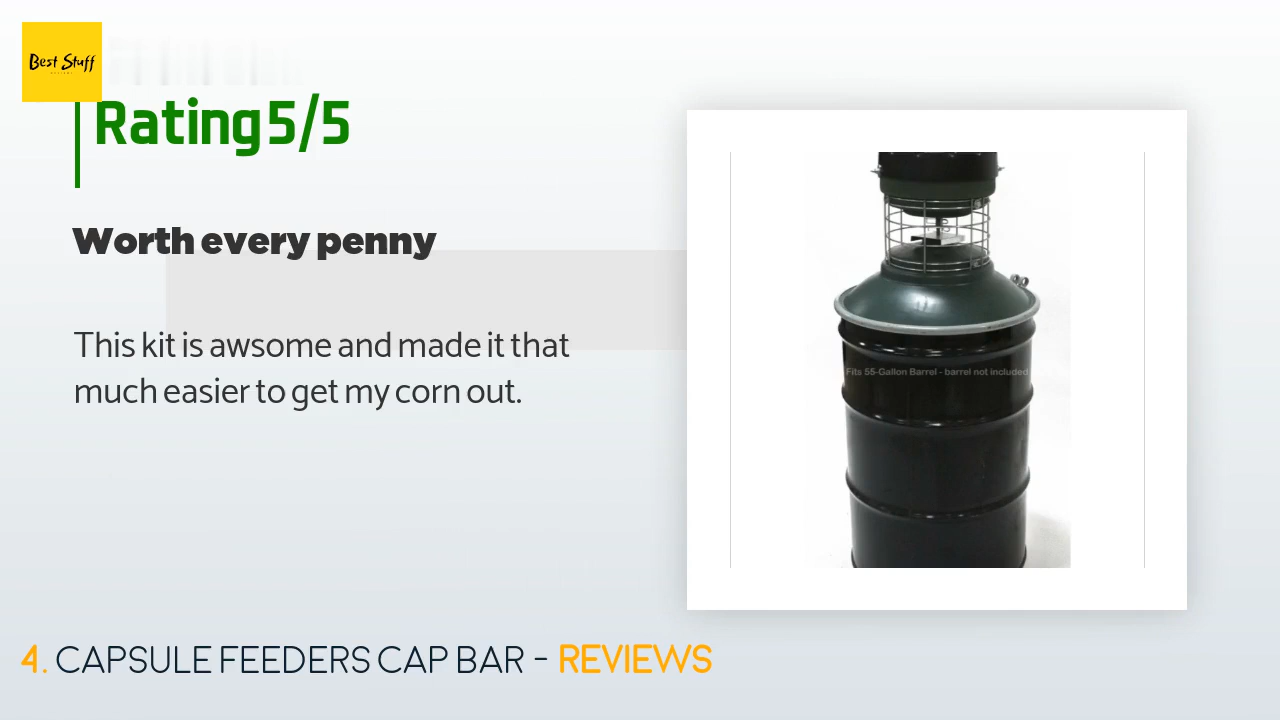 Best Stuff
Rating 5/5
Worth every penny
This kit is awsome and made it that
much easier to get my corn out.
Fits 55-Gallon Barrel - barrel not included
4. CAPSULE FEEDERS CAP BAR - REVIEWS